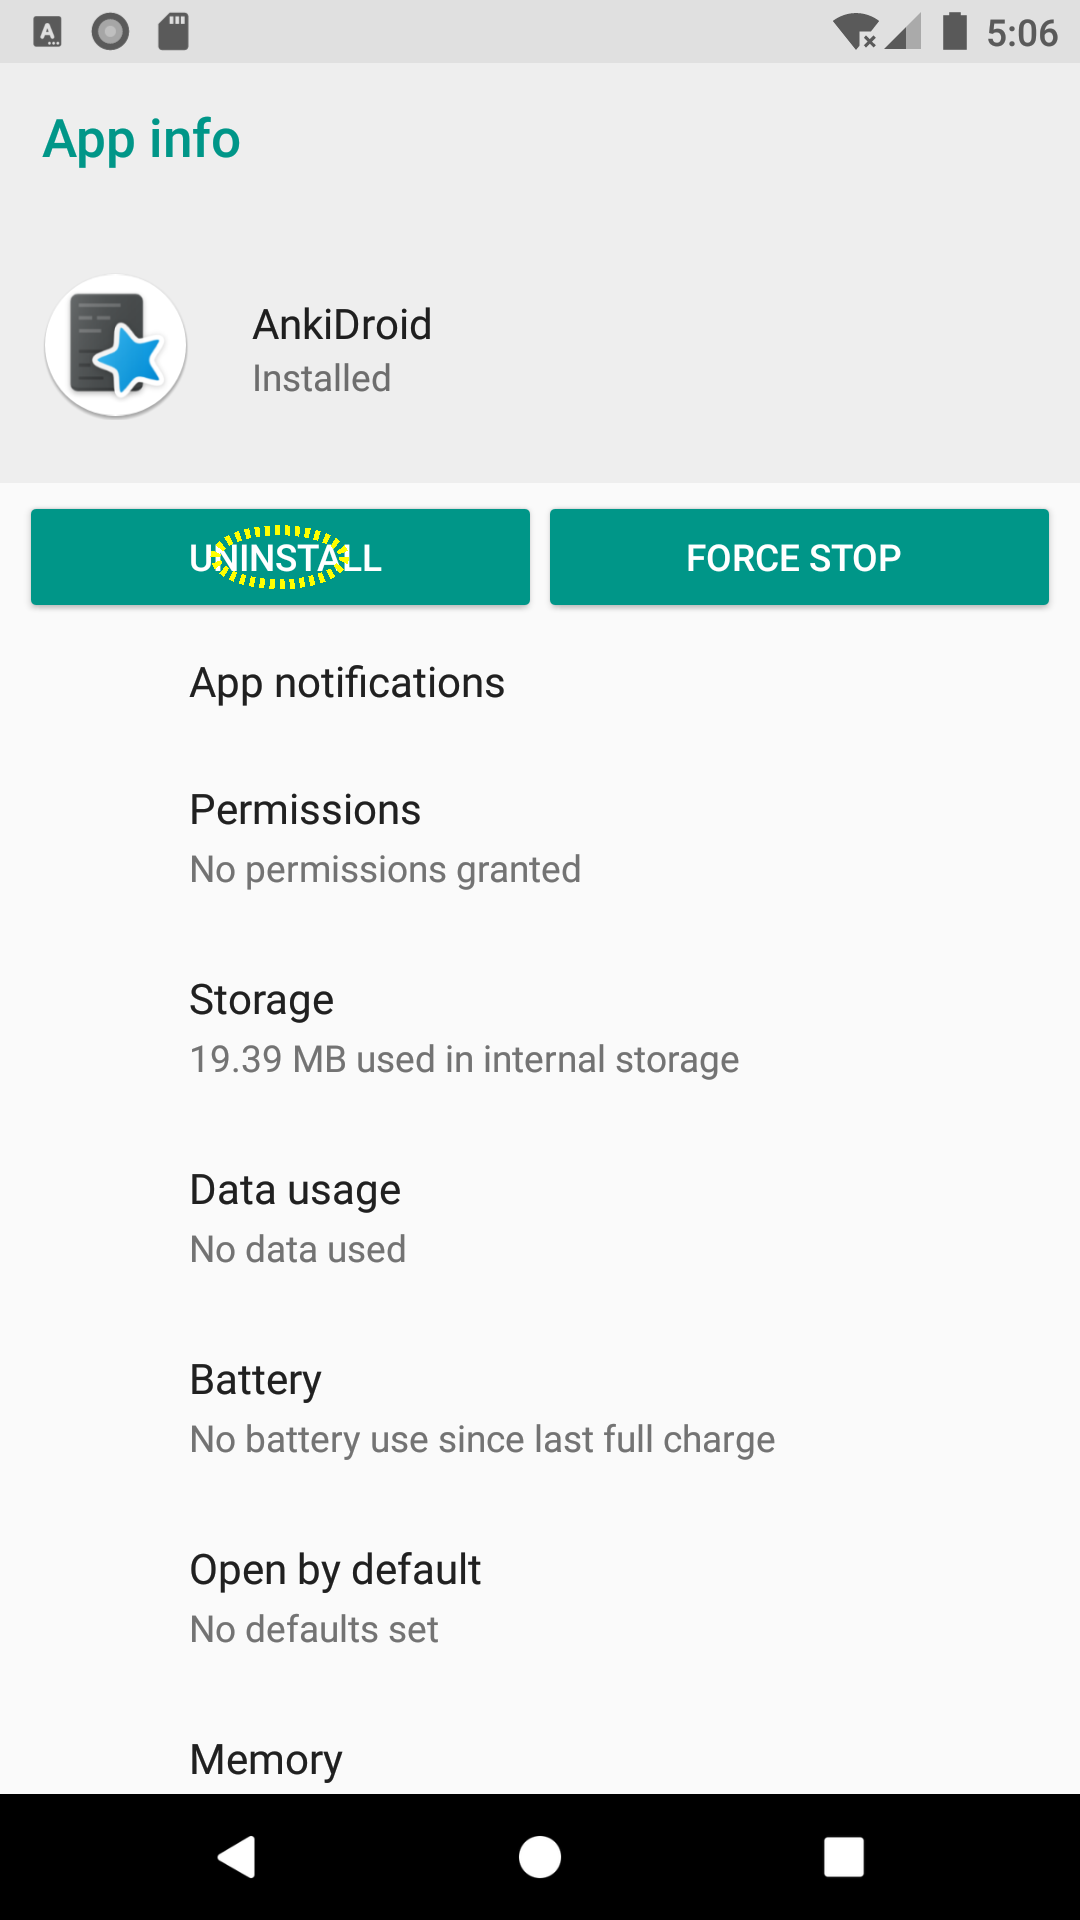 5:06
App info
AnkiDroid
Installed
UNINSTALL
FORCE STOP
App notifications
Permissions
No permissions granted
Storage
19.39 MB used in internal storage
Data usage
No data used
Battery
No battery use since last full charge
Open by default
No defaults set
Memory